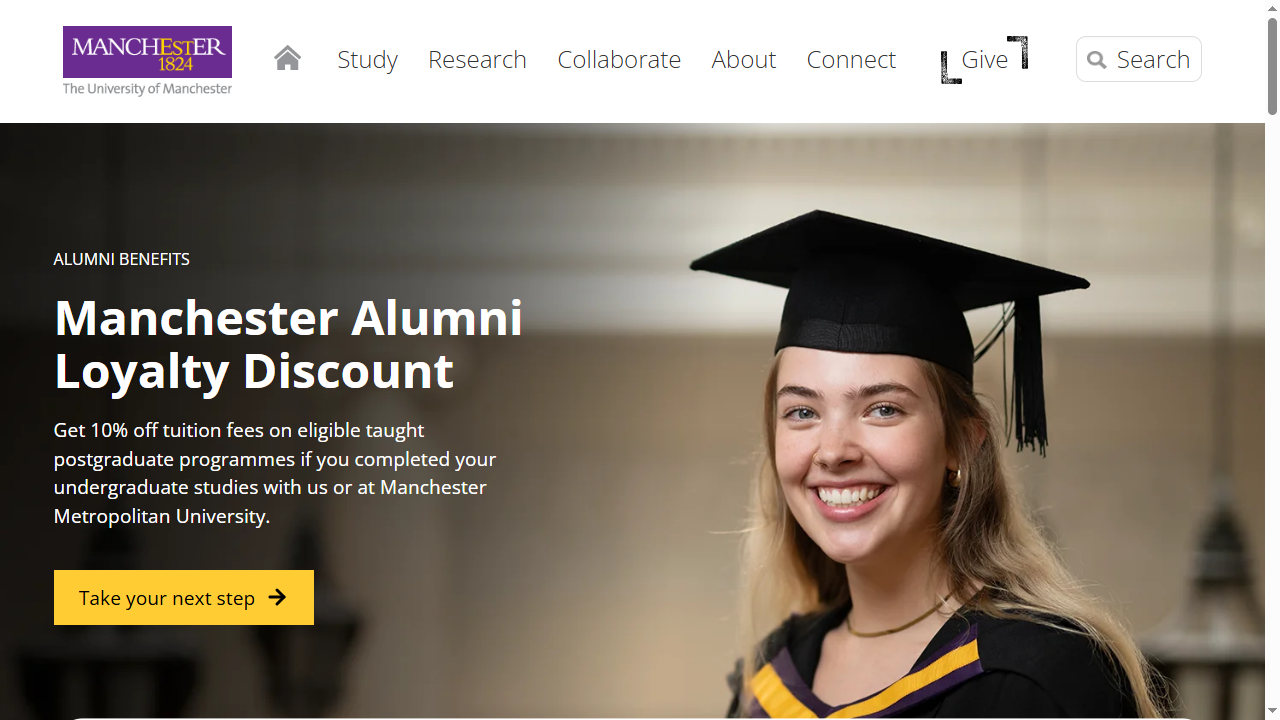 MANCHESTER
1824
The University of Manchester
Study
Research
Collaborate
About
Connect
Give
Search
ALUMNI BENEFITS
Manchester Alumni
Loyalty Discount
Get 10% off tuition fees on eligible taught
postgraduate programmes if you completed your
undergraduate studies with us or at Manchester
Metropolitan University.
Take your next step